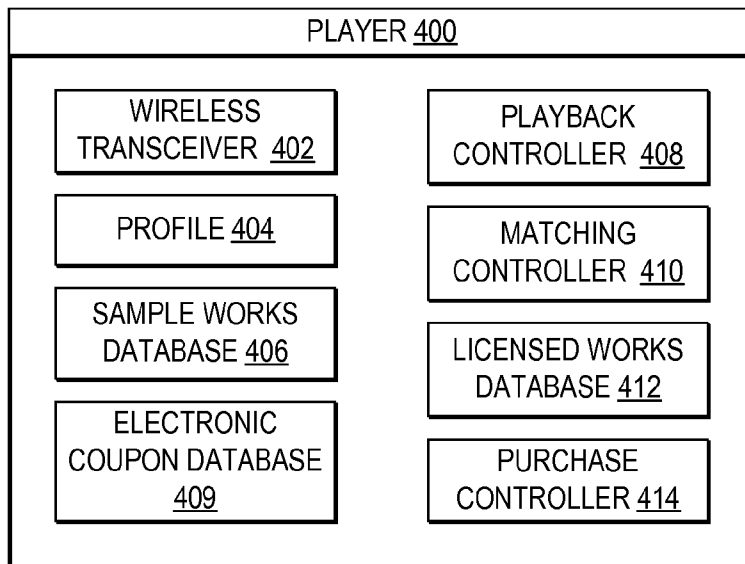 PLAYER 400
WIRELESS
TRANSCEIVER 402
PROFILE 404
SAMPLE WORKS
DATABASE 406
ELECTRONIC
COUPON DATABASE
409
PLAYBACK
CONTROLLER 408
MATCHING
CONTROLLER 410
LICENSED WORKS
DATABASE 412
PURCHASE
CONTROLLER 414